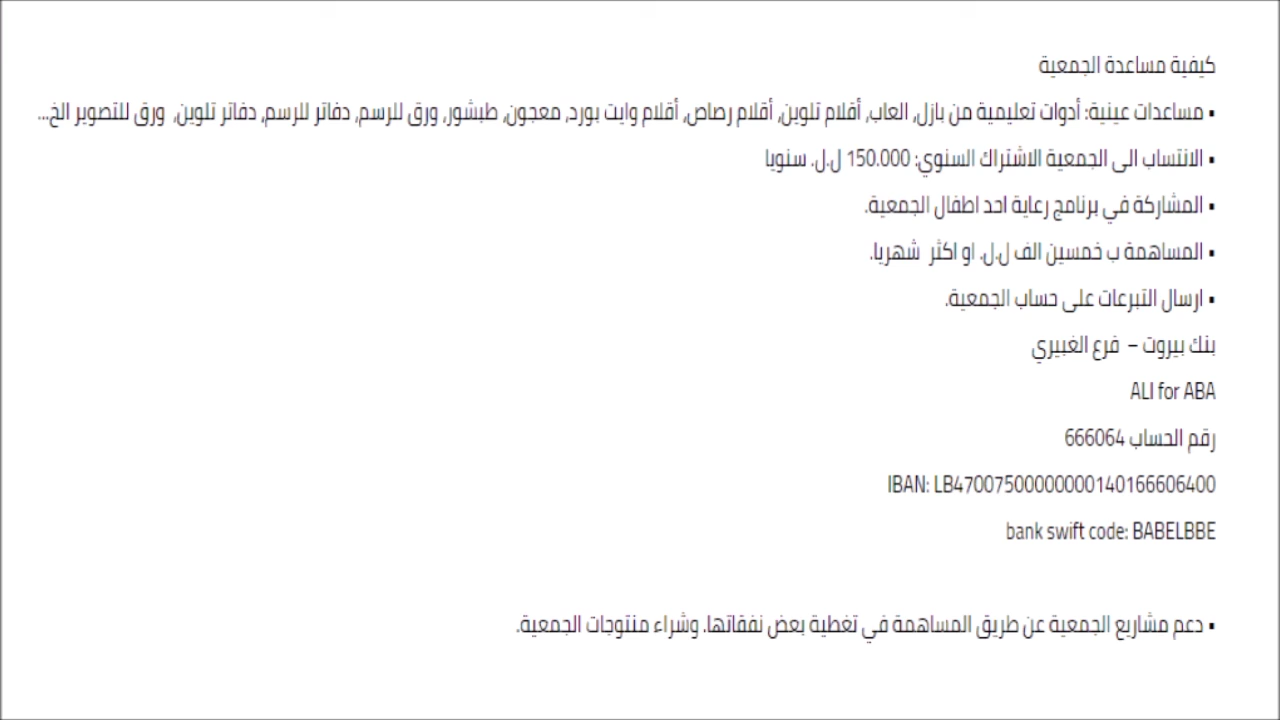 كيفية مساعدة الجمعية
▪ مساعدات عينية: أدوات تعليمية من بازل, العاب, أقلام تلوين, أقلام رصاص, أقلام وايت بورد, معجون, طبشور, ورق للرسم, دفاتر للرسم, دفاتر تلوين, ورق للتصوير الخ...
▪ الانتساب الى الجمعية الاشتراك السنوي: 150.000 ل.ل. سنويا
▪ المشاركة في برنامج رعاية احد اطفال الجمعية.
▪ المساهمة ب خمسين الف ل.ل. او اكثر شهريا.
▪ ارسال التبرعات على حساب الجمعية.
بنك بيروت – فرع الغبيري
ALI for ABA
رقم الحساب 666064
IBAN: LB47007500000000140166606400
bank swift code: BABELBBE
▪ دعم مشاريع الجمعية عن طريق المساهمة في تغطية بعض نفقاتها. وشراء منتوجات الجمعية.